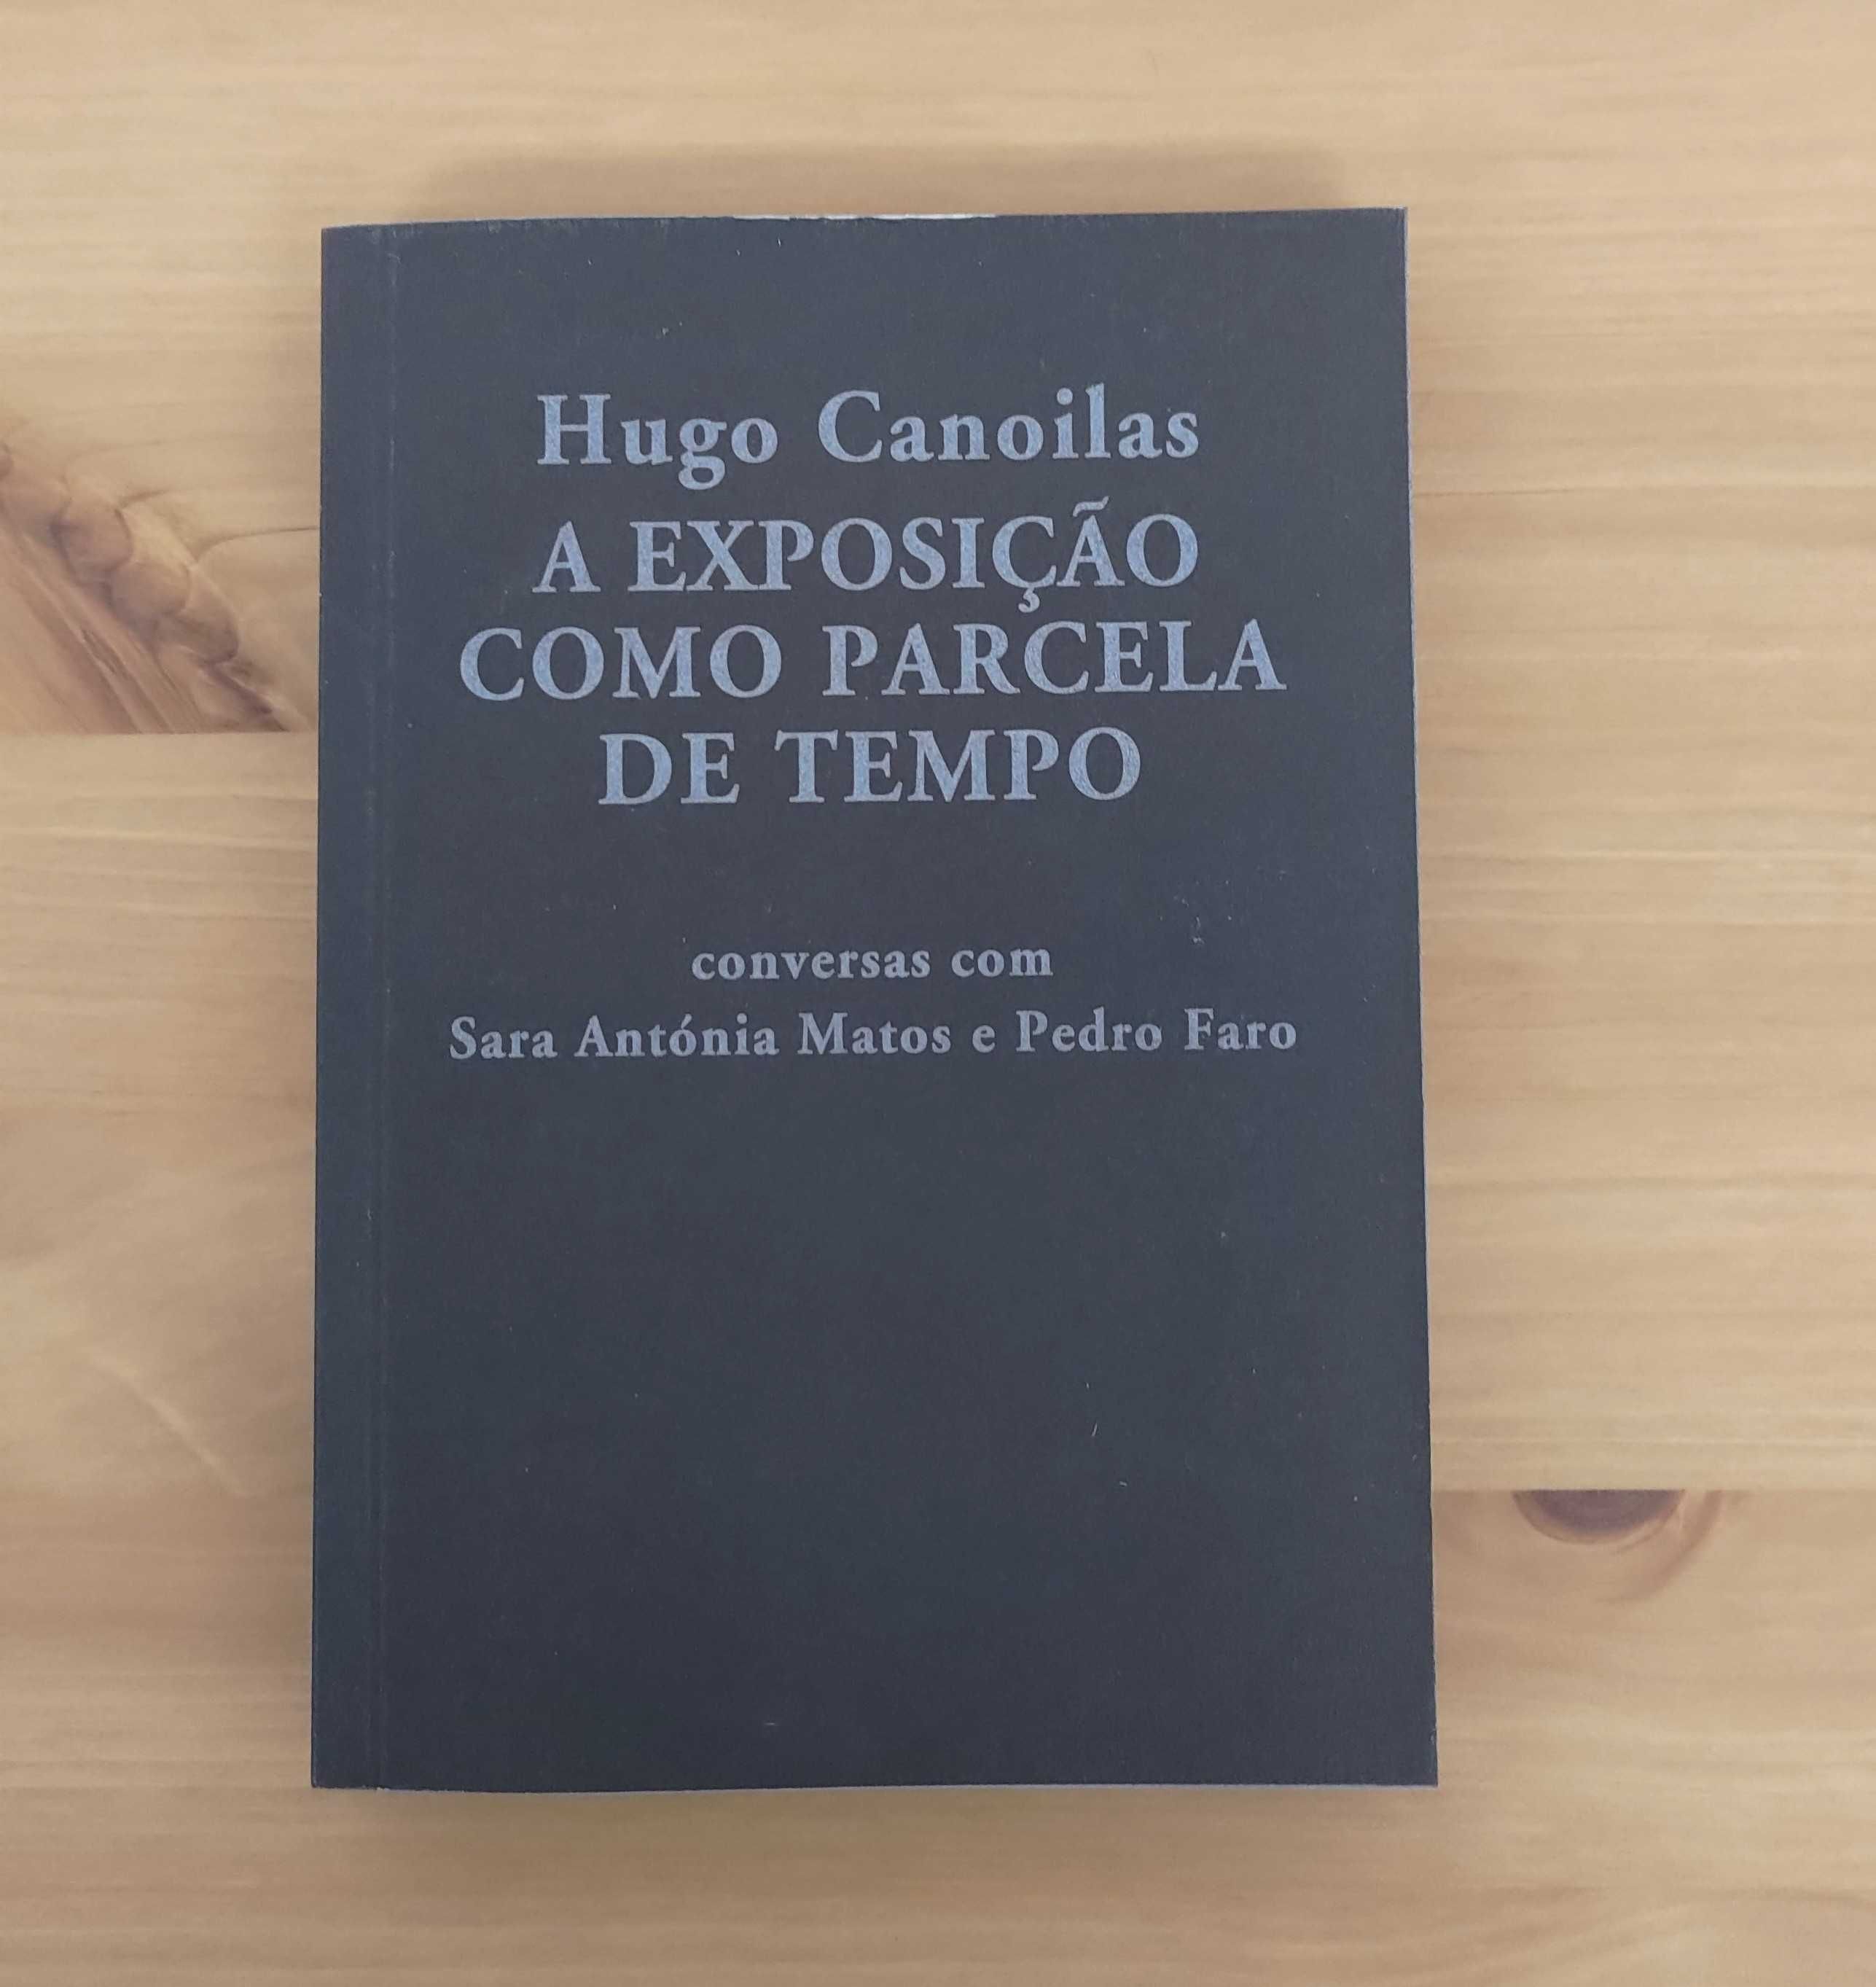 Hugo Canoilas
A EXPOSIÇÃO
COMO PARCELA
DE TEMPO
conversas com
Sara Antónia Matos e Pedro Faro